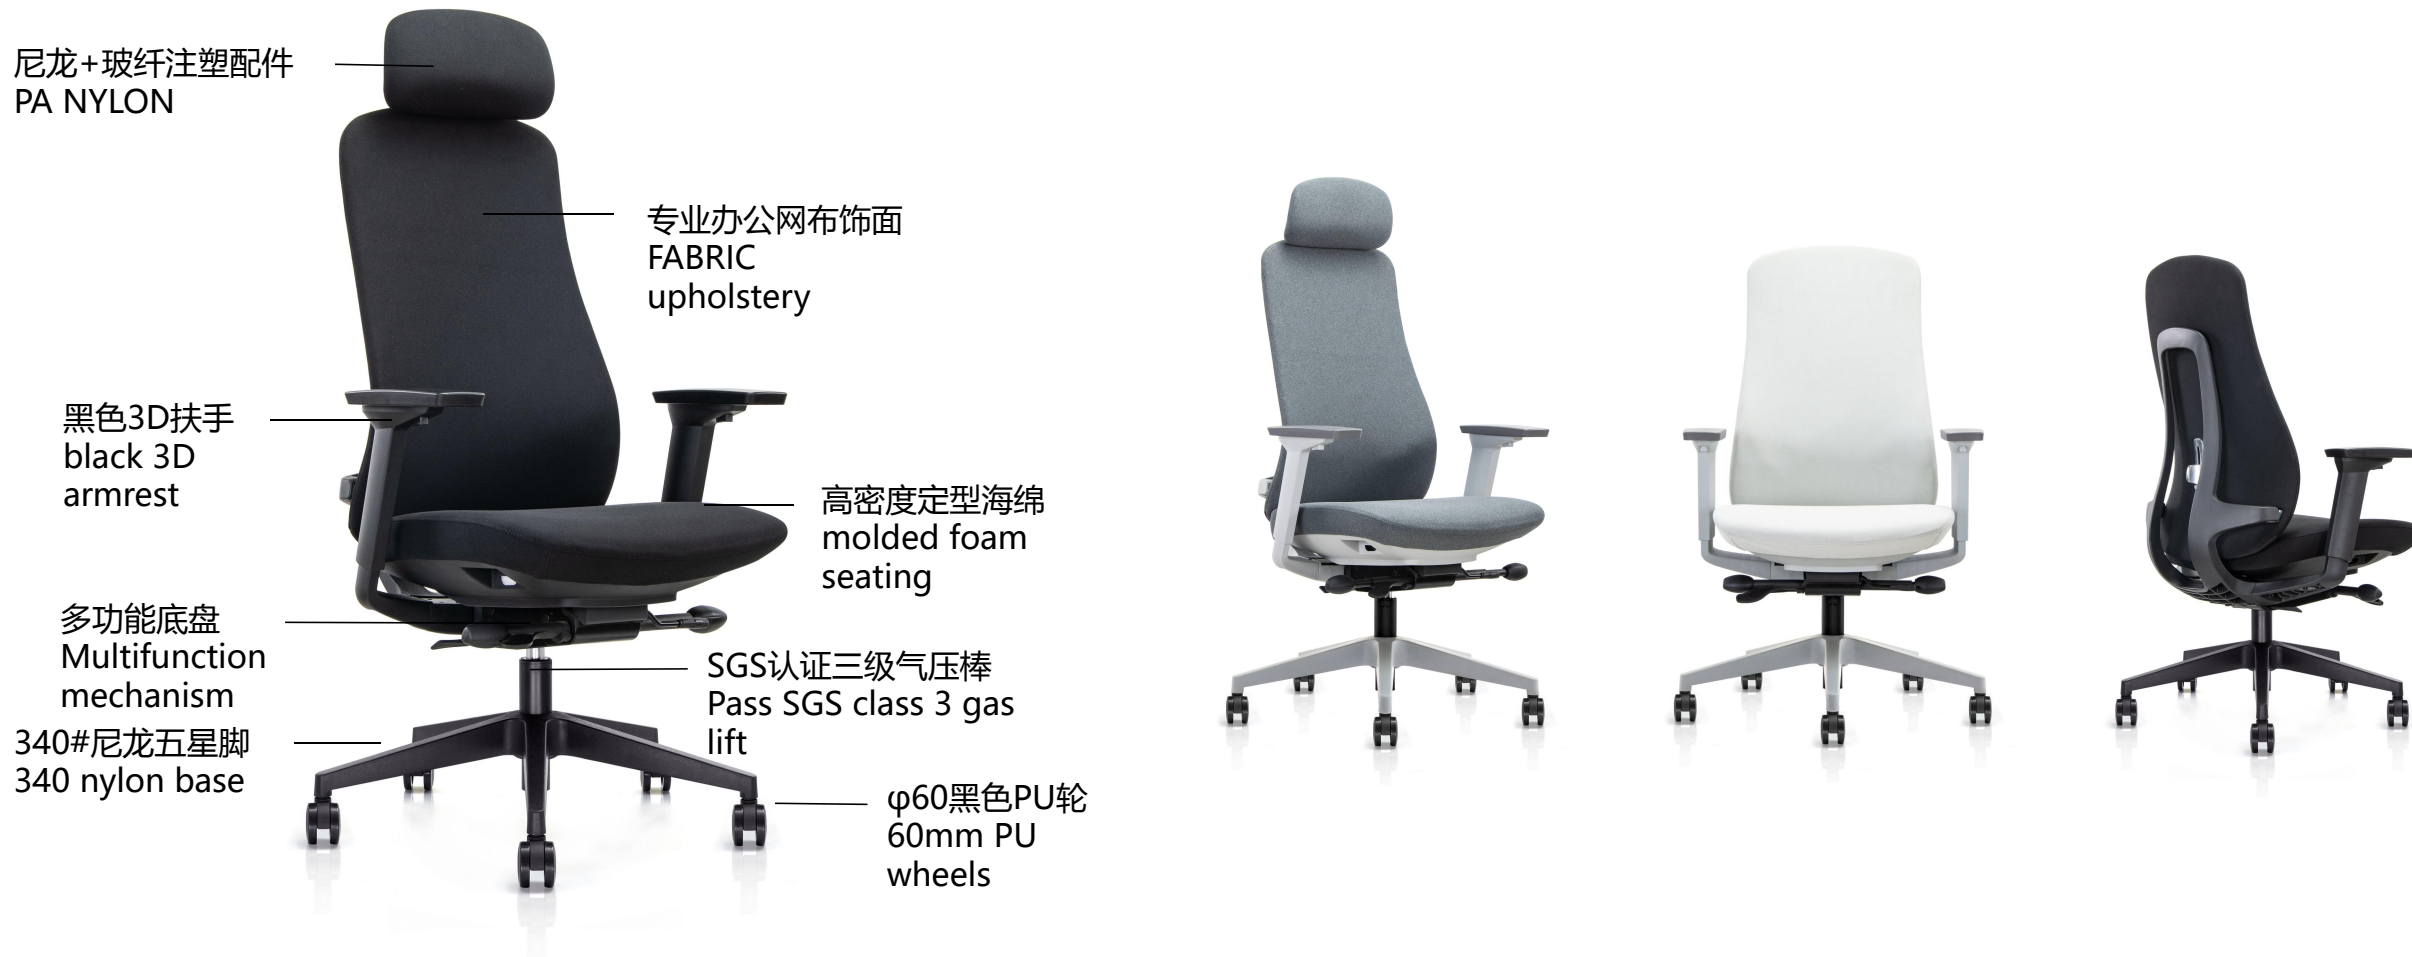 尼龙+玻纤注塑配件
PA NYLON
专业办公网布饰面
FABRIC
upholstery
黑色3D扶手
black 3D
armrest
高密度定型海绵
molded foam
seating
多功能底盘
Multifunction
mechanism
SGS认证三级气压棒
Pass SGS class 3 gas
lift
340#尼龙五星脚
340 nylon base
φ60黑色PU轮
60mm PU
wheels